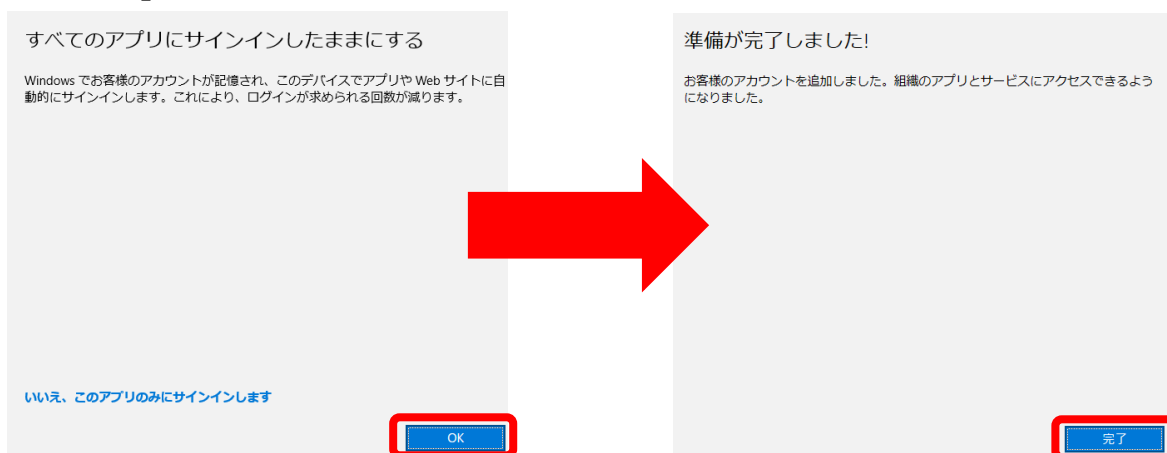 すべてのアプリにサインインしたままにする
Windows でお客様のアカウントが記憶され、このデバイスでアプリや Web サイトに自
動的にサインインします。これにより、ログインが求められる回数が減ります。
いいえ、このアプリのみにサインインします
OK
準備が完了しました!
お客様のアカウントを追加しました。組織のアプリとサービスにアクセスできるよう
になりました。
完了